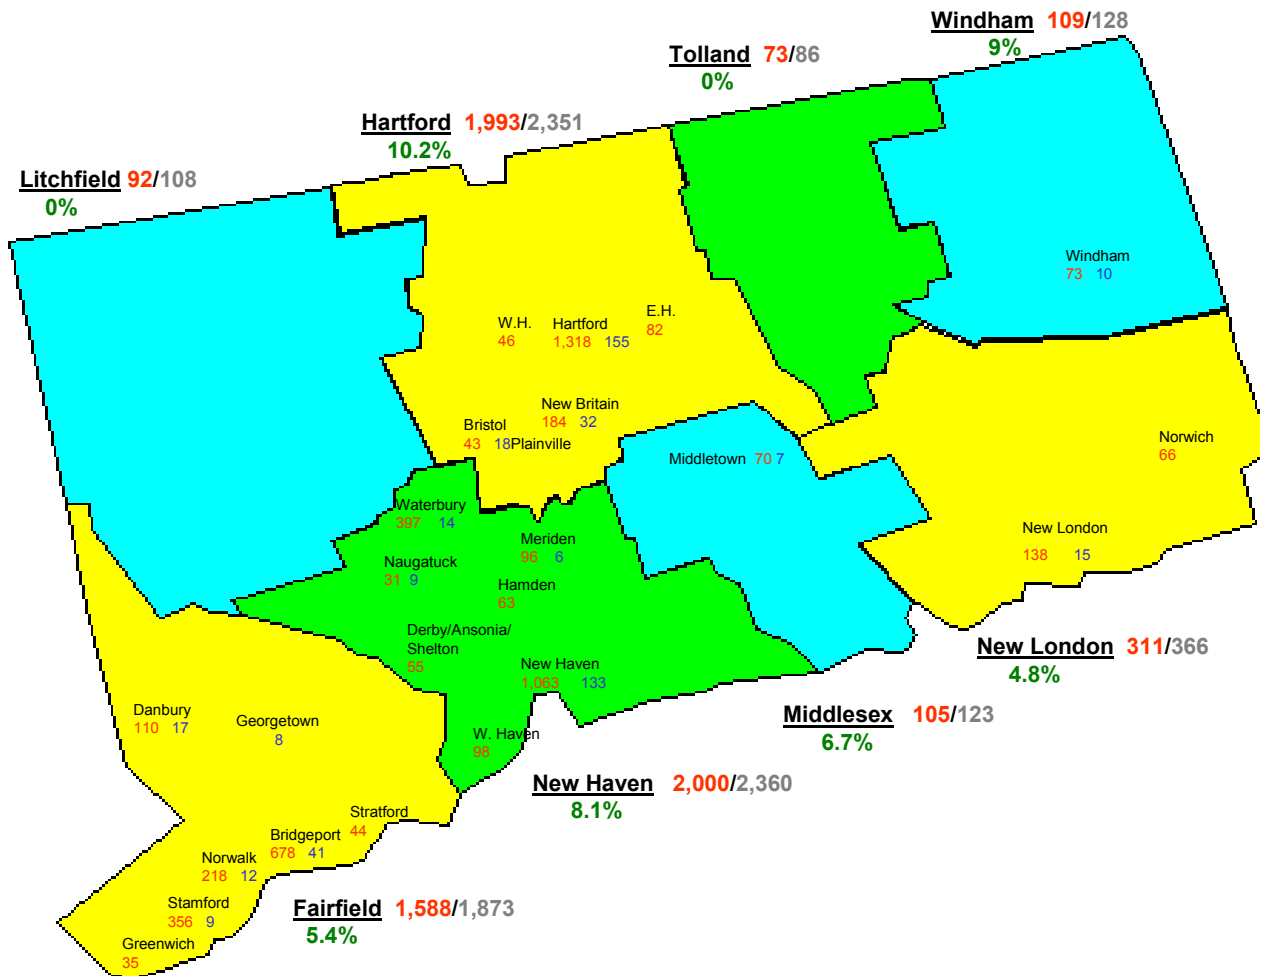 Windham 109/128
9%
Tolland 73/86
0%
Hartford 1,993/2,351
10.2%
Litchfield 92/108
0%
Windham
73 10
W.H.
46
Hartford
1,318 155
E.H.
82
New Britain
184 32
Bristol
43 18Plainville
Middletown 70 7
Norwich
66
Waterbury
397 14
Meriden
96 6
New London
138 15
Naugatuck
31 9
Hamden
63
Derby/Ansonia/
Shelton
55
New Haven
1,063 133
New London 311/366
4.8%
Danbury
110 17
Georgetown
8
W. Haven
98
Middlesex 105/123
6.7%
New Haven 2,000/2,360
8.1%
Stratford
44
Bridgeport
678 41
Norwalk
218 12
Stamford
356 9
Fairfield 1,588/1,873
5.4%
Greenwich
35